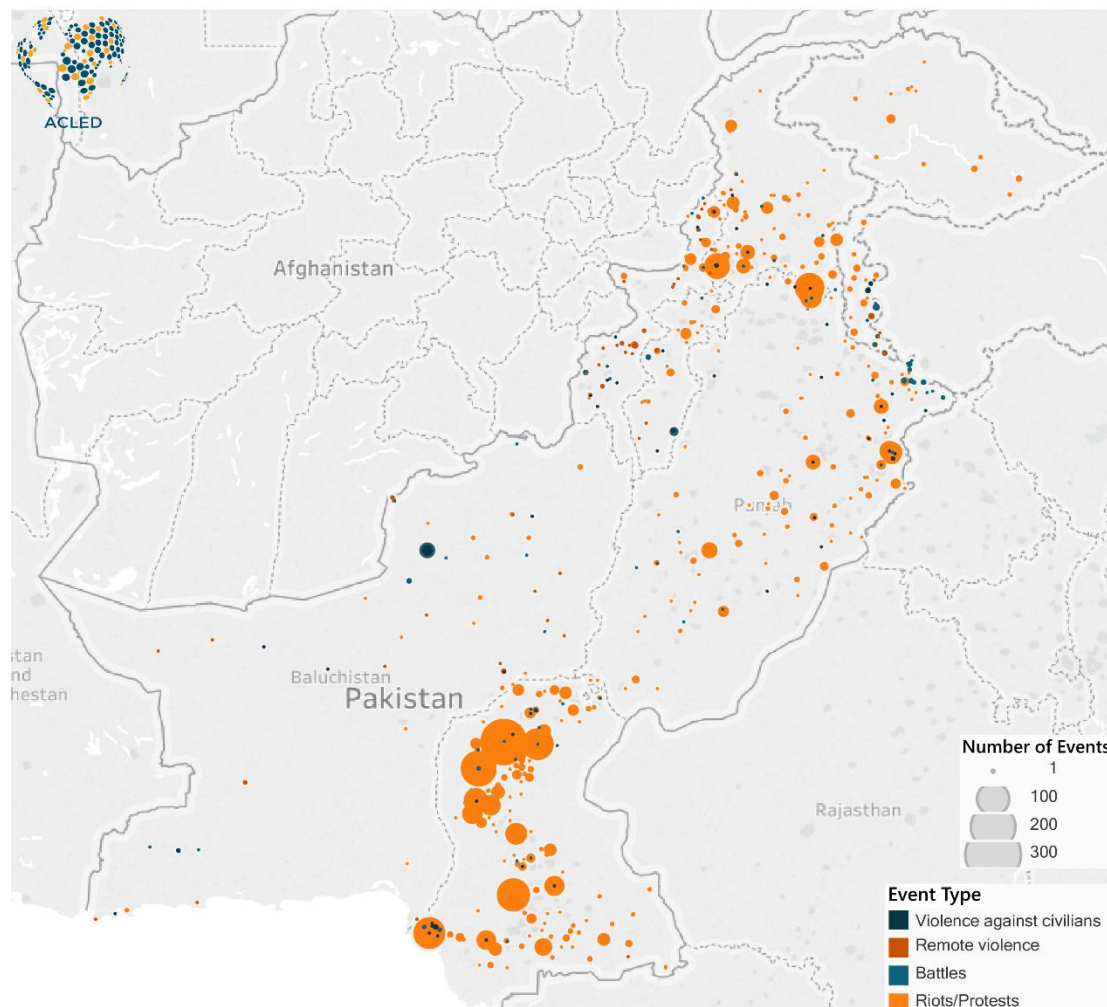 ACLED
Afghanistan
Punjab
stan
nd
chestan
Baluchistan
Pakistan
Rajasthan
Number of Events
1
100
200
300
Event Type
Violence against civilians
Remote violence
Battles
Riots/Protests